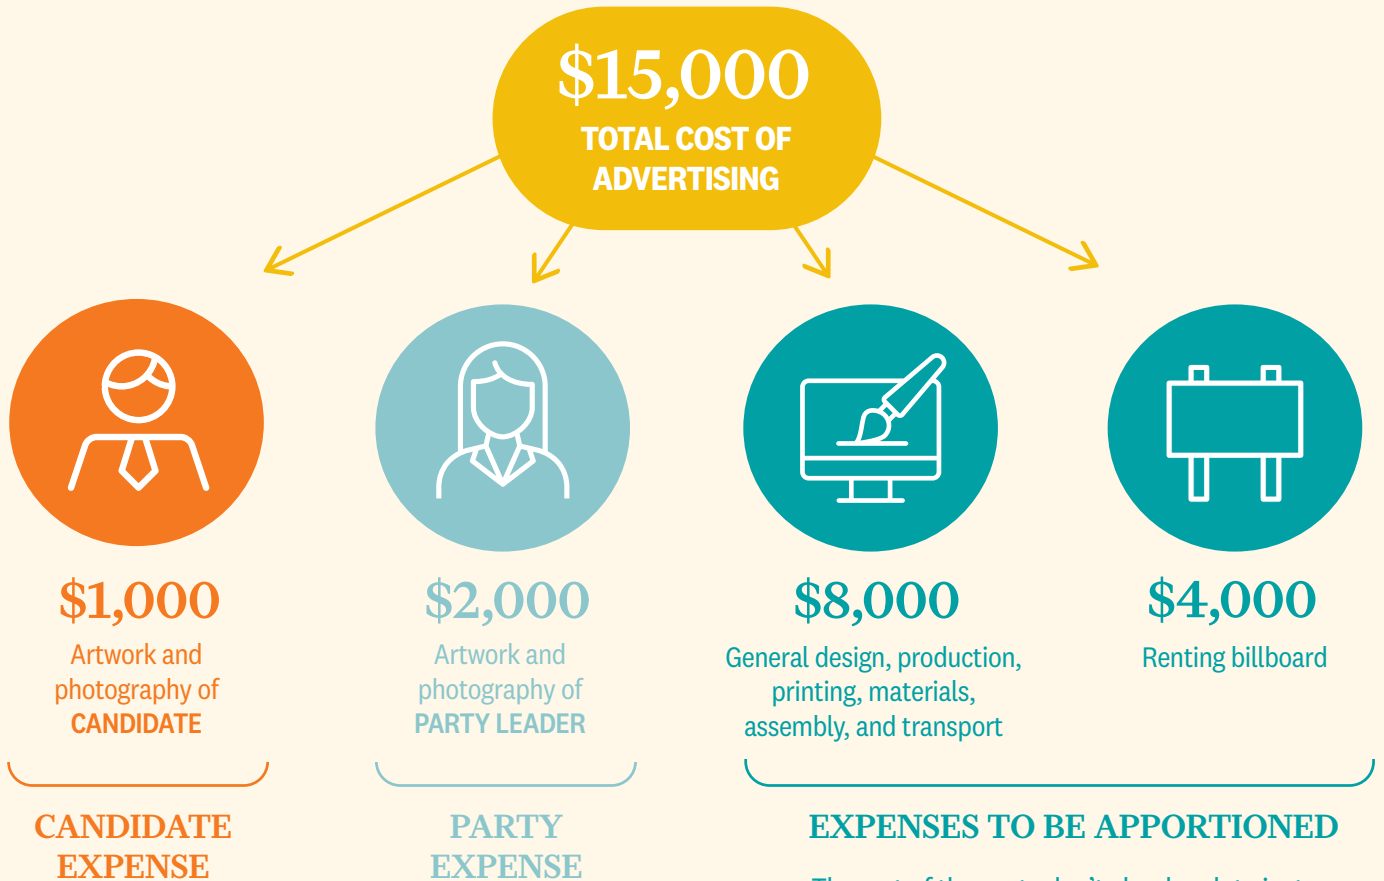 $15,000
TOTAL COST OF
ADVERTISING
$1,000
Artwork and
photography of
CANDIDATE
$2,000
Artwork and
photography of
PARTY LEADER
$8,000
General design, production,
printing, materials,
assembly, and transport
$4,000
Renting billboard
CANDIDATE
EXPENSE
PARTY
EXPENSE
EXPENSES TO BE APPORTIONED